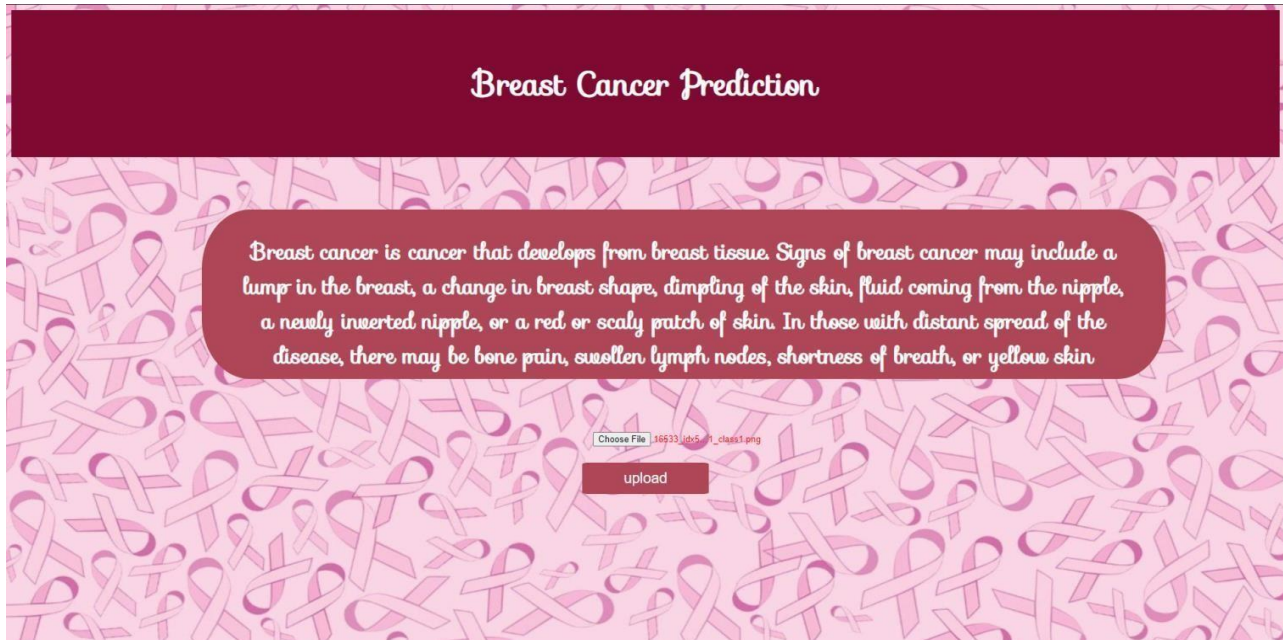 Breast Cancer Prediction
Breast cancer is cancer that develops from breast tissue. Signs of breast cancer may include a
lump in the breast, a change in breast shape, dimpling of the skin, fluid coming from the nipple,
a newly inverted nipple, or a red or scaly patch of skin. In those with distant spread of the
disease, there may be bone pain, swollen lymph nodes, shortness of breath, or yellow skin
Choose File 16533_idx5...1_class1.png
upload